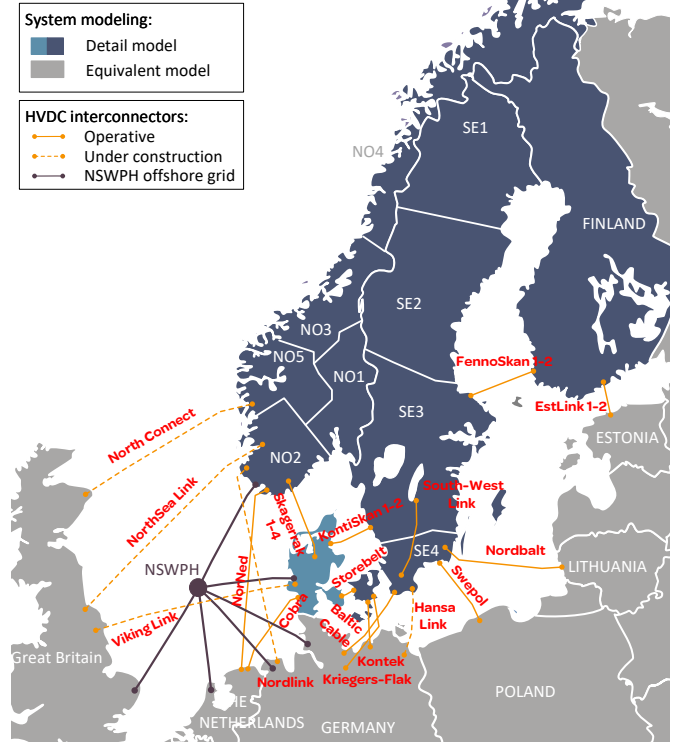 System modeling:
Detail model
Equivalent model
HVDC interconnectors:
Operative
Under construction
NSWPH offshore grid
NO4
SE1
FINLAND
SE2
NO3
NO5
NO1
FennoSkan 1-2
SE3
EstLink 1-2
ESTONIA
North Connect
NO2
NorthSea Link
Skagerrak
1-4
KontiSkan 1-2
South-West
Link
SE4
Nordbalt
LITHUANIA
NSWPH
NorNed
Cobra
Storebelt
Baltic
Cable
Swepol
Hansa
Link
Viking Link
Great Britain
Kontek
Nordlink
Kriegers-Flak
POLAND
THE
NETHERLANDS
GERMANY